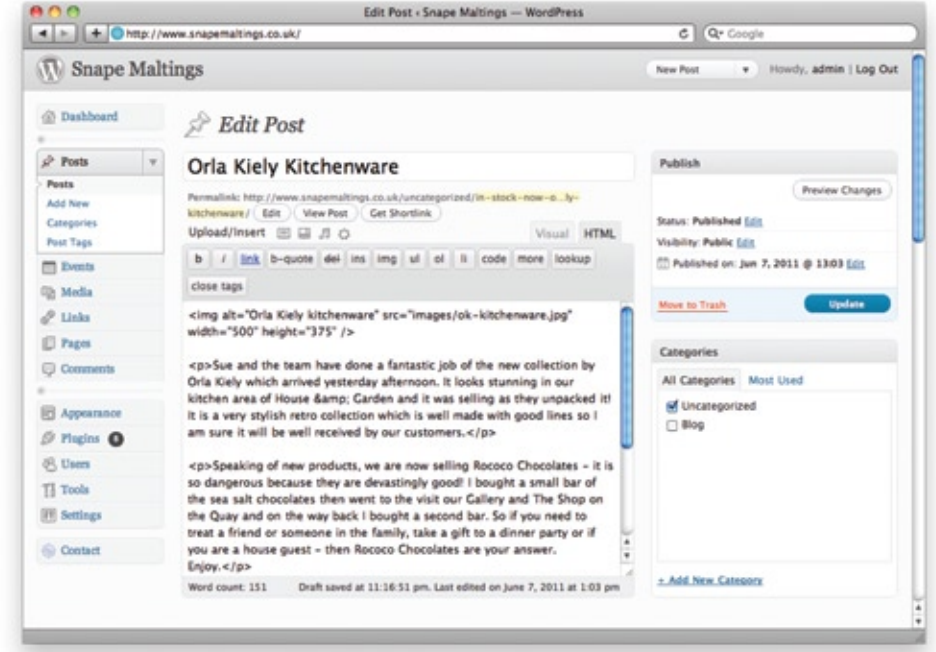 Edit Post ‹ Snape Maltings — WordPress
http://www.snapemaltings.co.uk/
Google
Snape Maltings
New Post
Howdy, admin | Log Out
Dashboard
Posts
Posts
Add New
Categories
Post Tags
Events
Media
Links
Pages
Comments
Appearance
Plugins
Users
Tools
Settings
Contact
Edit Post
Orla Kiely Kitchenware
Permalink: http://www.snapemaltings.co.uk/uncategorized/in-stock-now-o...ly-
kitchenware/ Edit View Post Get Shortlink
Upload/Insert
Visual HTML
b i link b-quote del ins img ul ol li code more lookup
close tags
<img alt="Orla Kiely kitchenware" src="images/ok-kitchenware.jpg"
width="500" height="375" />
<p>Sue and the team have done a fantastic job of the new collection by
Orla Kiely which arrived yesterday afternoon. It looks stunning in our
kitchen area of House &amp; Garden and it was selling as they unpacked it!
It is a very stylish retro collection which is well made with good lines so I
am sure it will be well received by our customers.</p>
<p>Speaking of new products, we are now selling Rococo Chocolates – it is
so dangerous because they are devastingly good! I bought a small bar of
the sea salt chocolates then went to the visit our Gallery and The Shop on
the Quay and on the way back I bought a second bar. So if you need to
treat a friend or someone in the family, take a gift to a dinner party or if
you are a house guest – then Rococo Chocolates are your answer.
Enjoy.</p>
Word count: 151 Draft saved at 11:16:51 pm. Last edited on June 7, 2011 at 1:03 pm
Publish
Preview Changes
Status: Published Edit
Visibility: Public Edit
Published on: Jun 7, 2011 @ 13:03 Edit
Move to Trash
Update
Categories
All Categories Most Used
Uncategorized
Blog
+ Add New Category